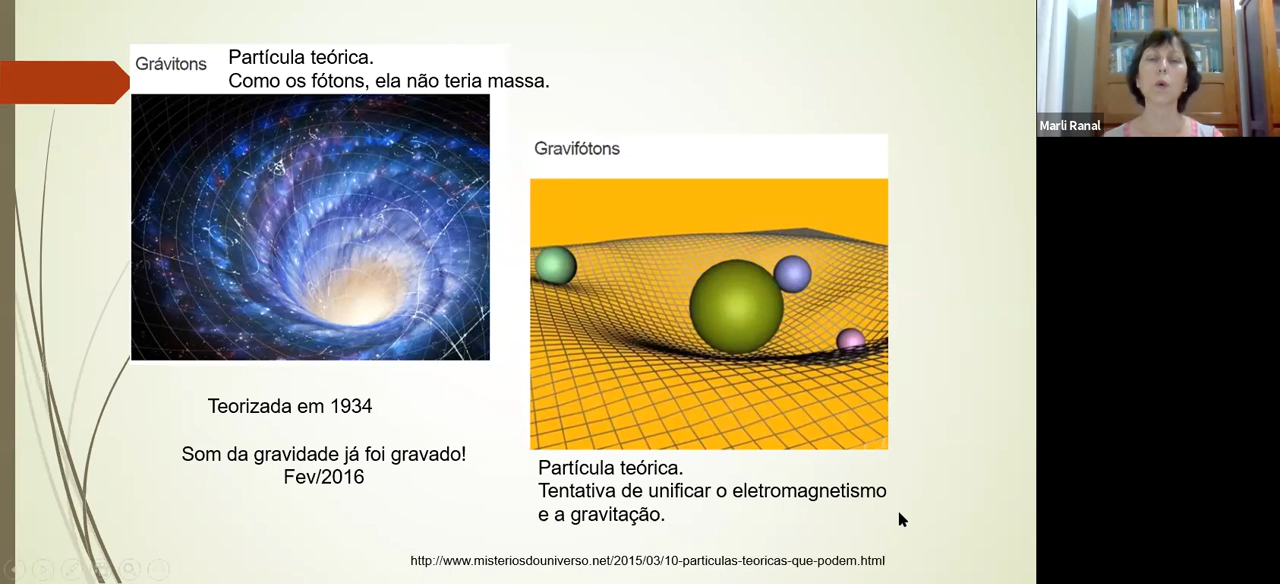 Grávitons
Partícula teórica.
Como os fótons, ela não teria massa.
Teorizada em 1934
Som da gravidade já foi gravado!
Fev/2016
Gravifótons
Partícula teórica.
Tentativa de unificar o eletromagnetismo
e a gravitação.
http://www.misteriosdouniverso.net/2015/03/10-particulas-teoricas-que-podem.html
Marli Ranal